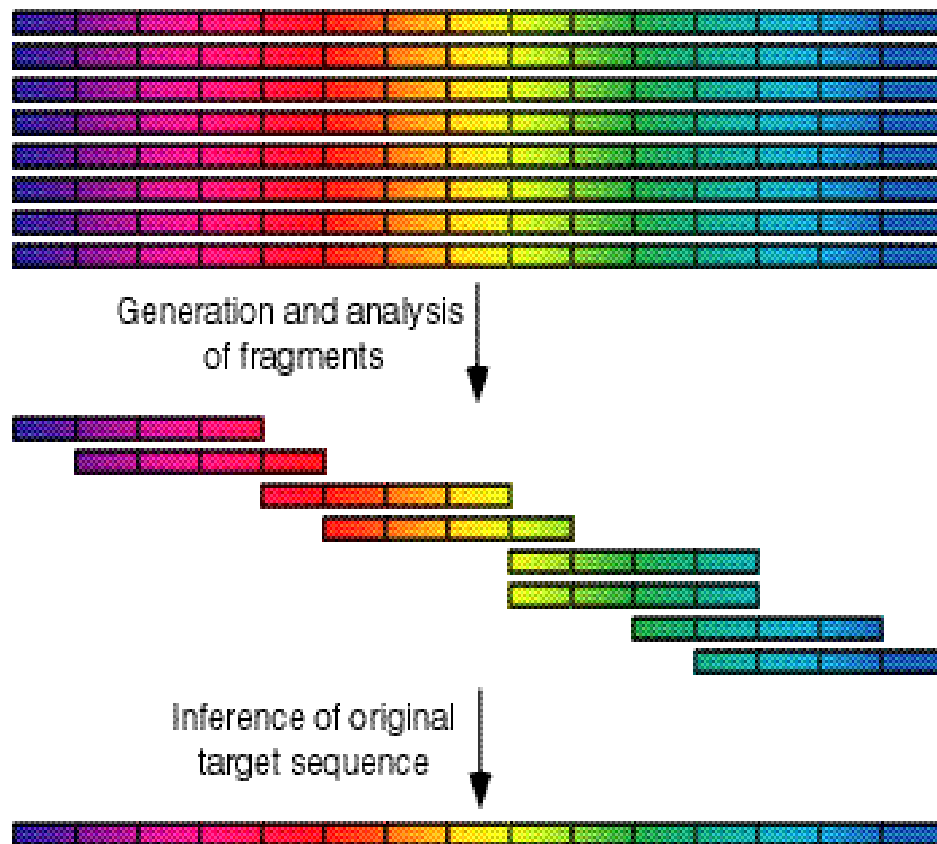 Generation and analysis
of fragments
Inference of original
target sequence